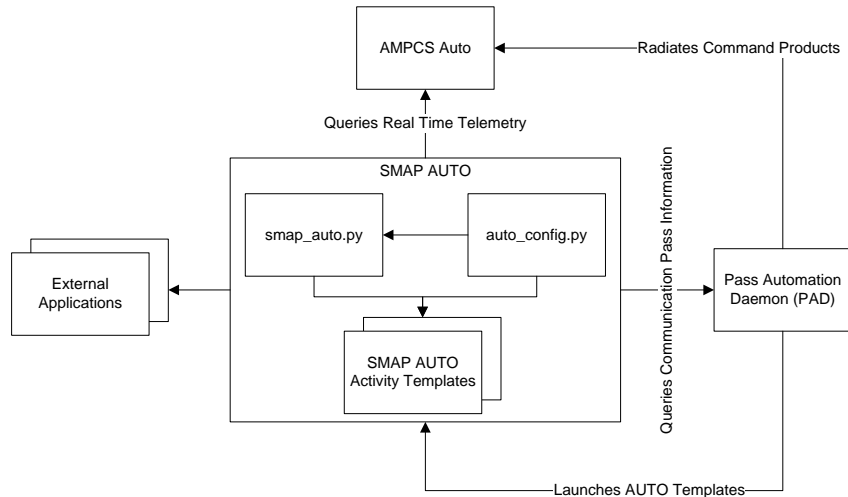 AMPCS Auto
Radiates Command Products
Queries Real Time Telemetry
SMAP AUTO
smap_auto.py
auto_config.py
Queries Communication Pass Information
External
Applications
Pass Automation
Daemon (PAD)
SMAP AUTO
Activity Templates
Launches AUTO Templates